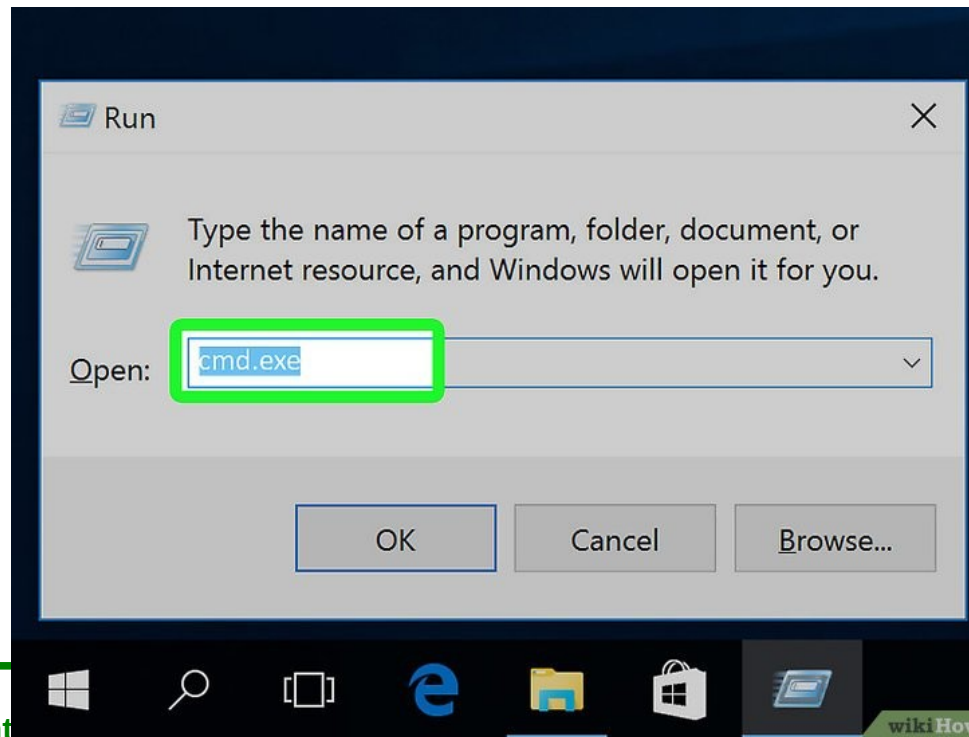 Run
Type the name of a program, folder, document, or
Internet resource, and Windows will open it for you.
Open:
cmd.exe
OK
Cancel
Browse...
wikiHow